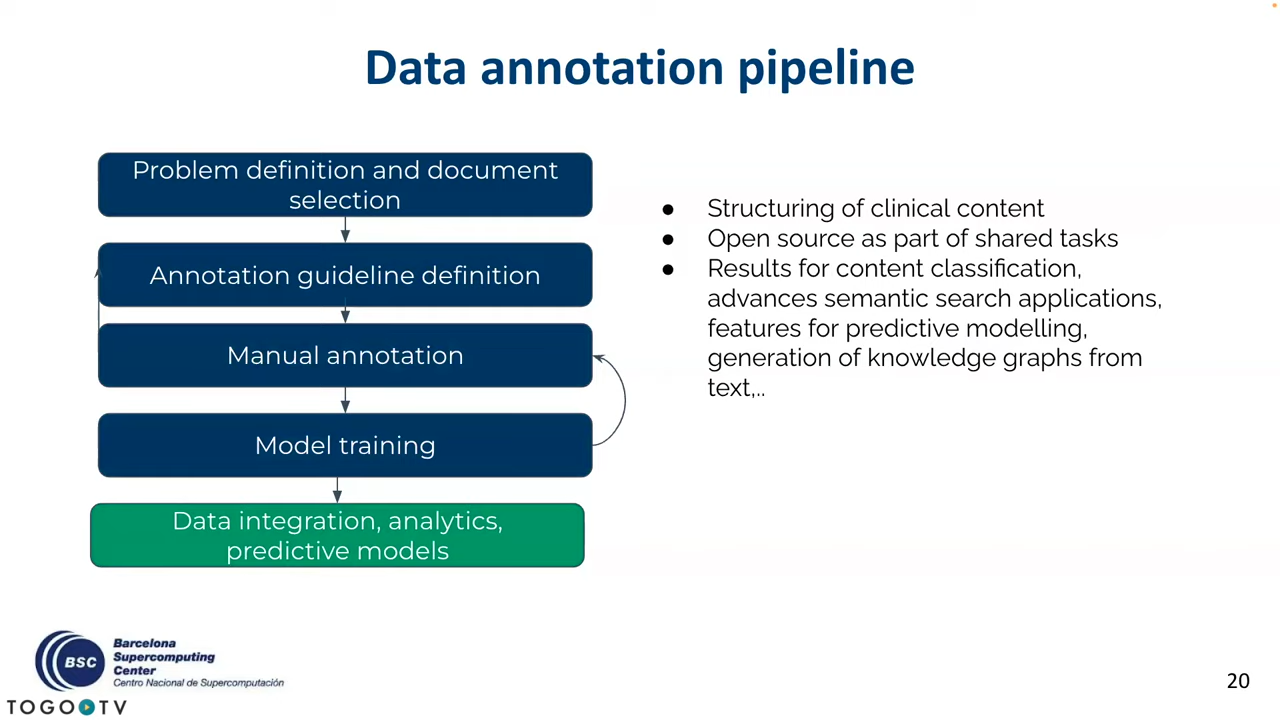 Data annotation pipeline
Problem definition and document
selection
Annotation guideline definition
Manual annotation
Model training
Data integration, analytics,
predictive models
● Structuring of clinical content
● Open source as part of shared tasks
● Results for content classification,
advances semantic search applications,
features for predictive modelling,
generation of knowledge graphs from
text,..
BSC
Barcelona
Supercomputing
Center
Centro Nacional de Supercomputación
TOGO TV
20